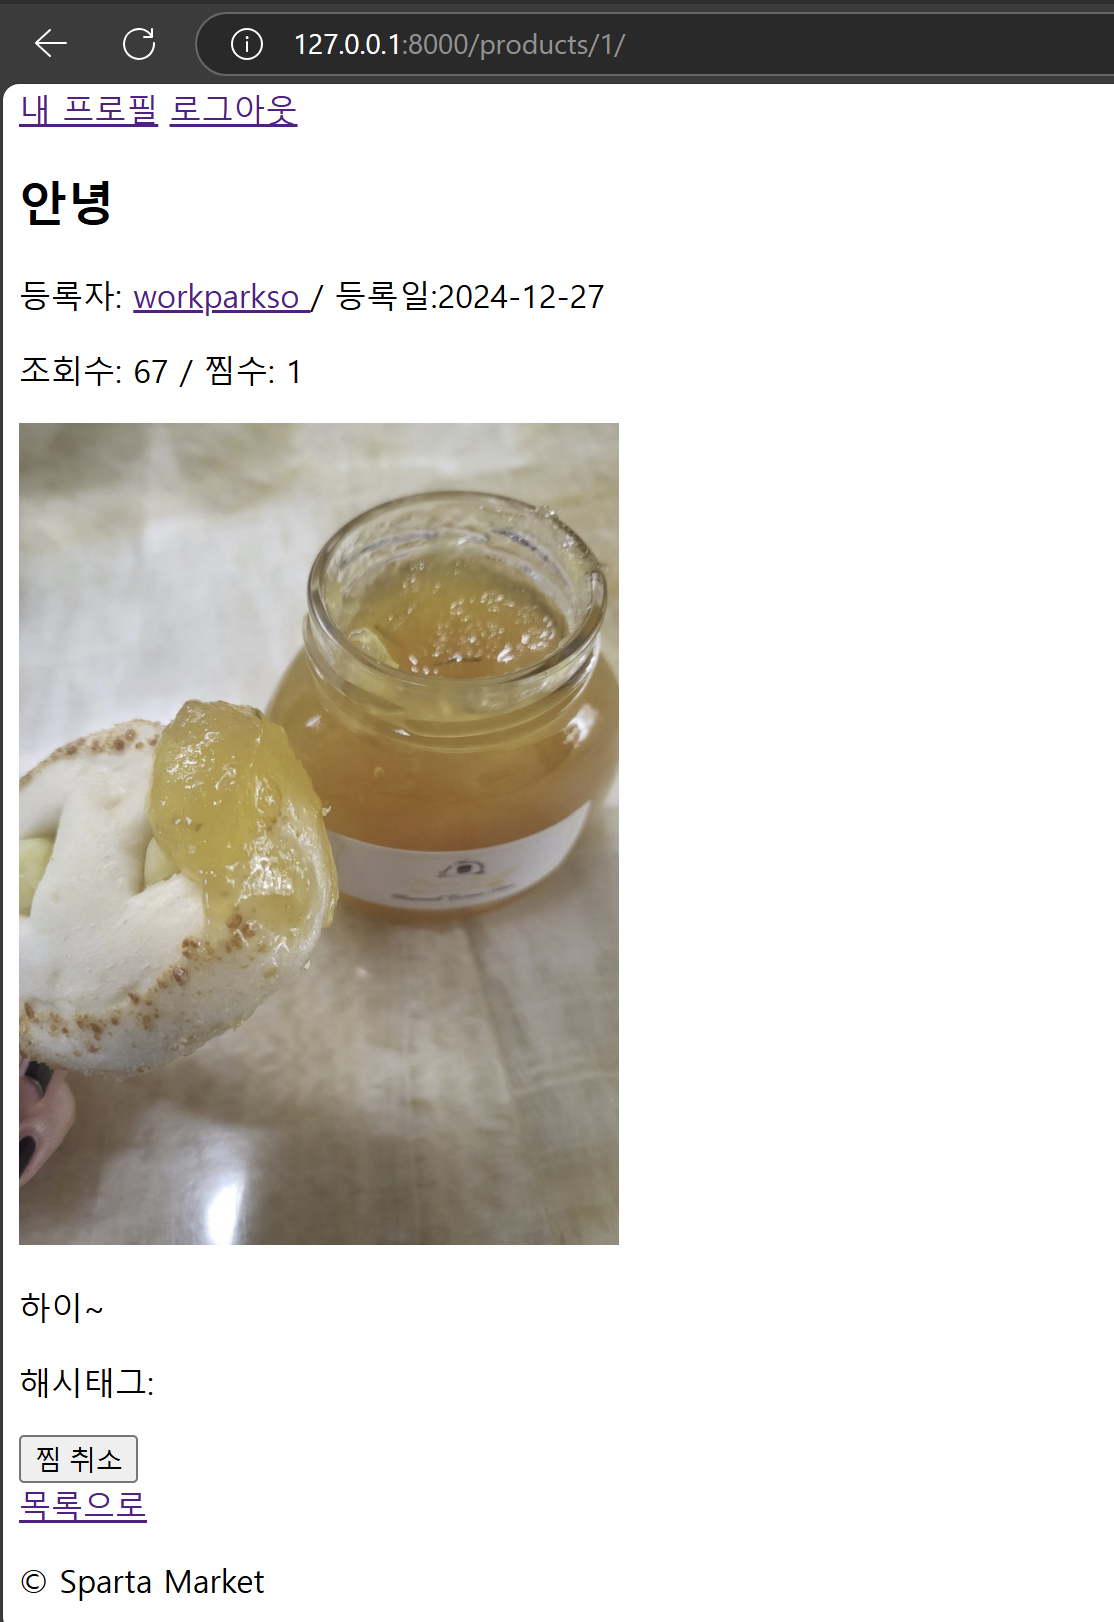 127.0.0.1:8000/products/1/
내 프로필 로그아웃
안녕
등록자: workparkso / 등록일:2024-12-27
조회수: 67 / 찜수: 1
하이~
해시태그:
찜 취소
목록으로
© Sparta Market